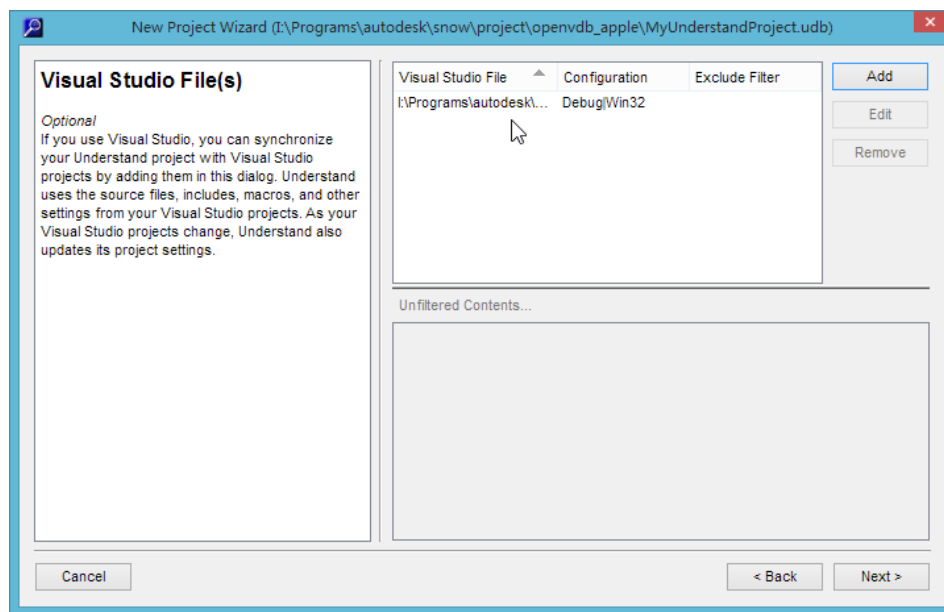 New Project Wizard (I:\Programs\autodesk\snow\project\openvdb_apple\MyUnderstandProject.udb)
Visual Studio File(s)
Optional
If you use Visual Studio, you can synchronize
your Understand project with Visual Studio
projects by adding them in this dialog. Understand
uses the source files, includes, macros, and other
settings from your Visual Studio projects. As your
Visual Studio projects change, Understand also
updates its project settings.
Visual Studio File Configuration Exclude Filter
I:\Programs\autodesk\... Debug|Win32
Add
Edit
Remove
Unfiltered Contents...
Cancel
< Back
Next >